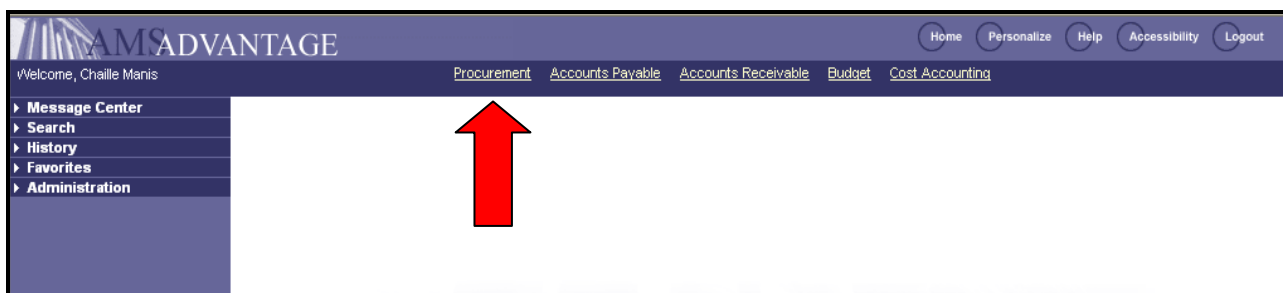 AMSADVANTAGE
Home Personalize Help Accessibility Logout
Welcome, Chaille Manis
Procurement Accounts Payable Accounts Receivable Budget Cost Accounting
Message Center
Search
History
Favorites
Administration